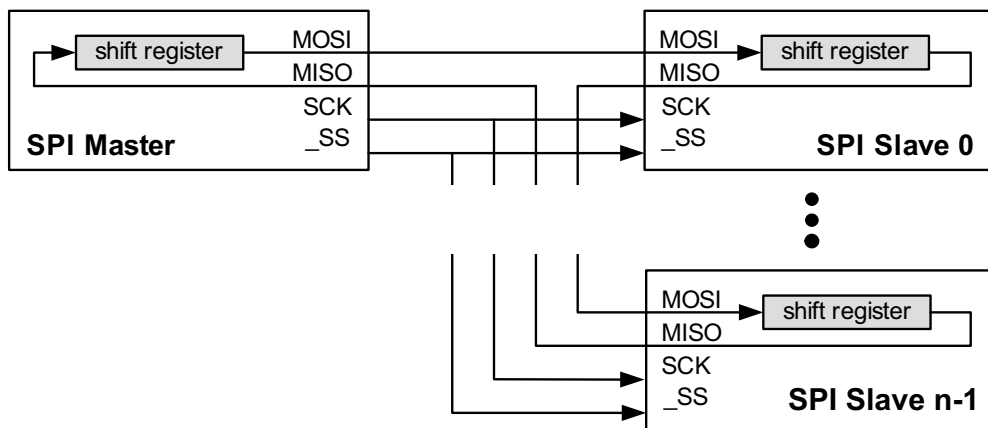 shift register
MOSI
MISO
SCK
_SS
SPI Master
MOSI
MISO
SCK
_SS
shift register
SPI Slave 0
MOSI
MISO
SCK
_SS
shift register
SPI Slave n-1